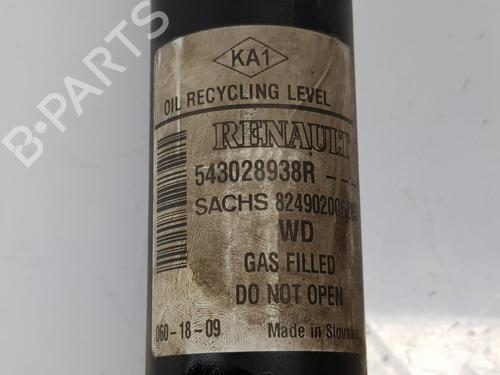 KA1
OIL RECYCLING LEVEL
RENAULT
543028938R - - -
SACHS
WD
GAS FILLED
DO NOT OPEN
060-18-09 Made in
B-PARTS